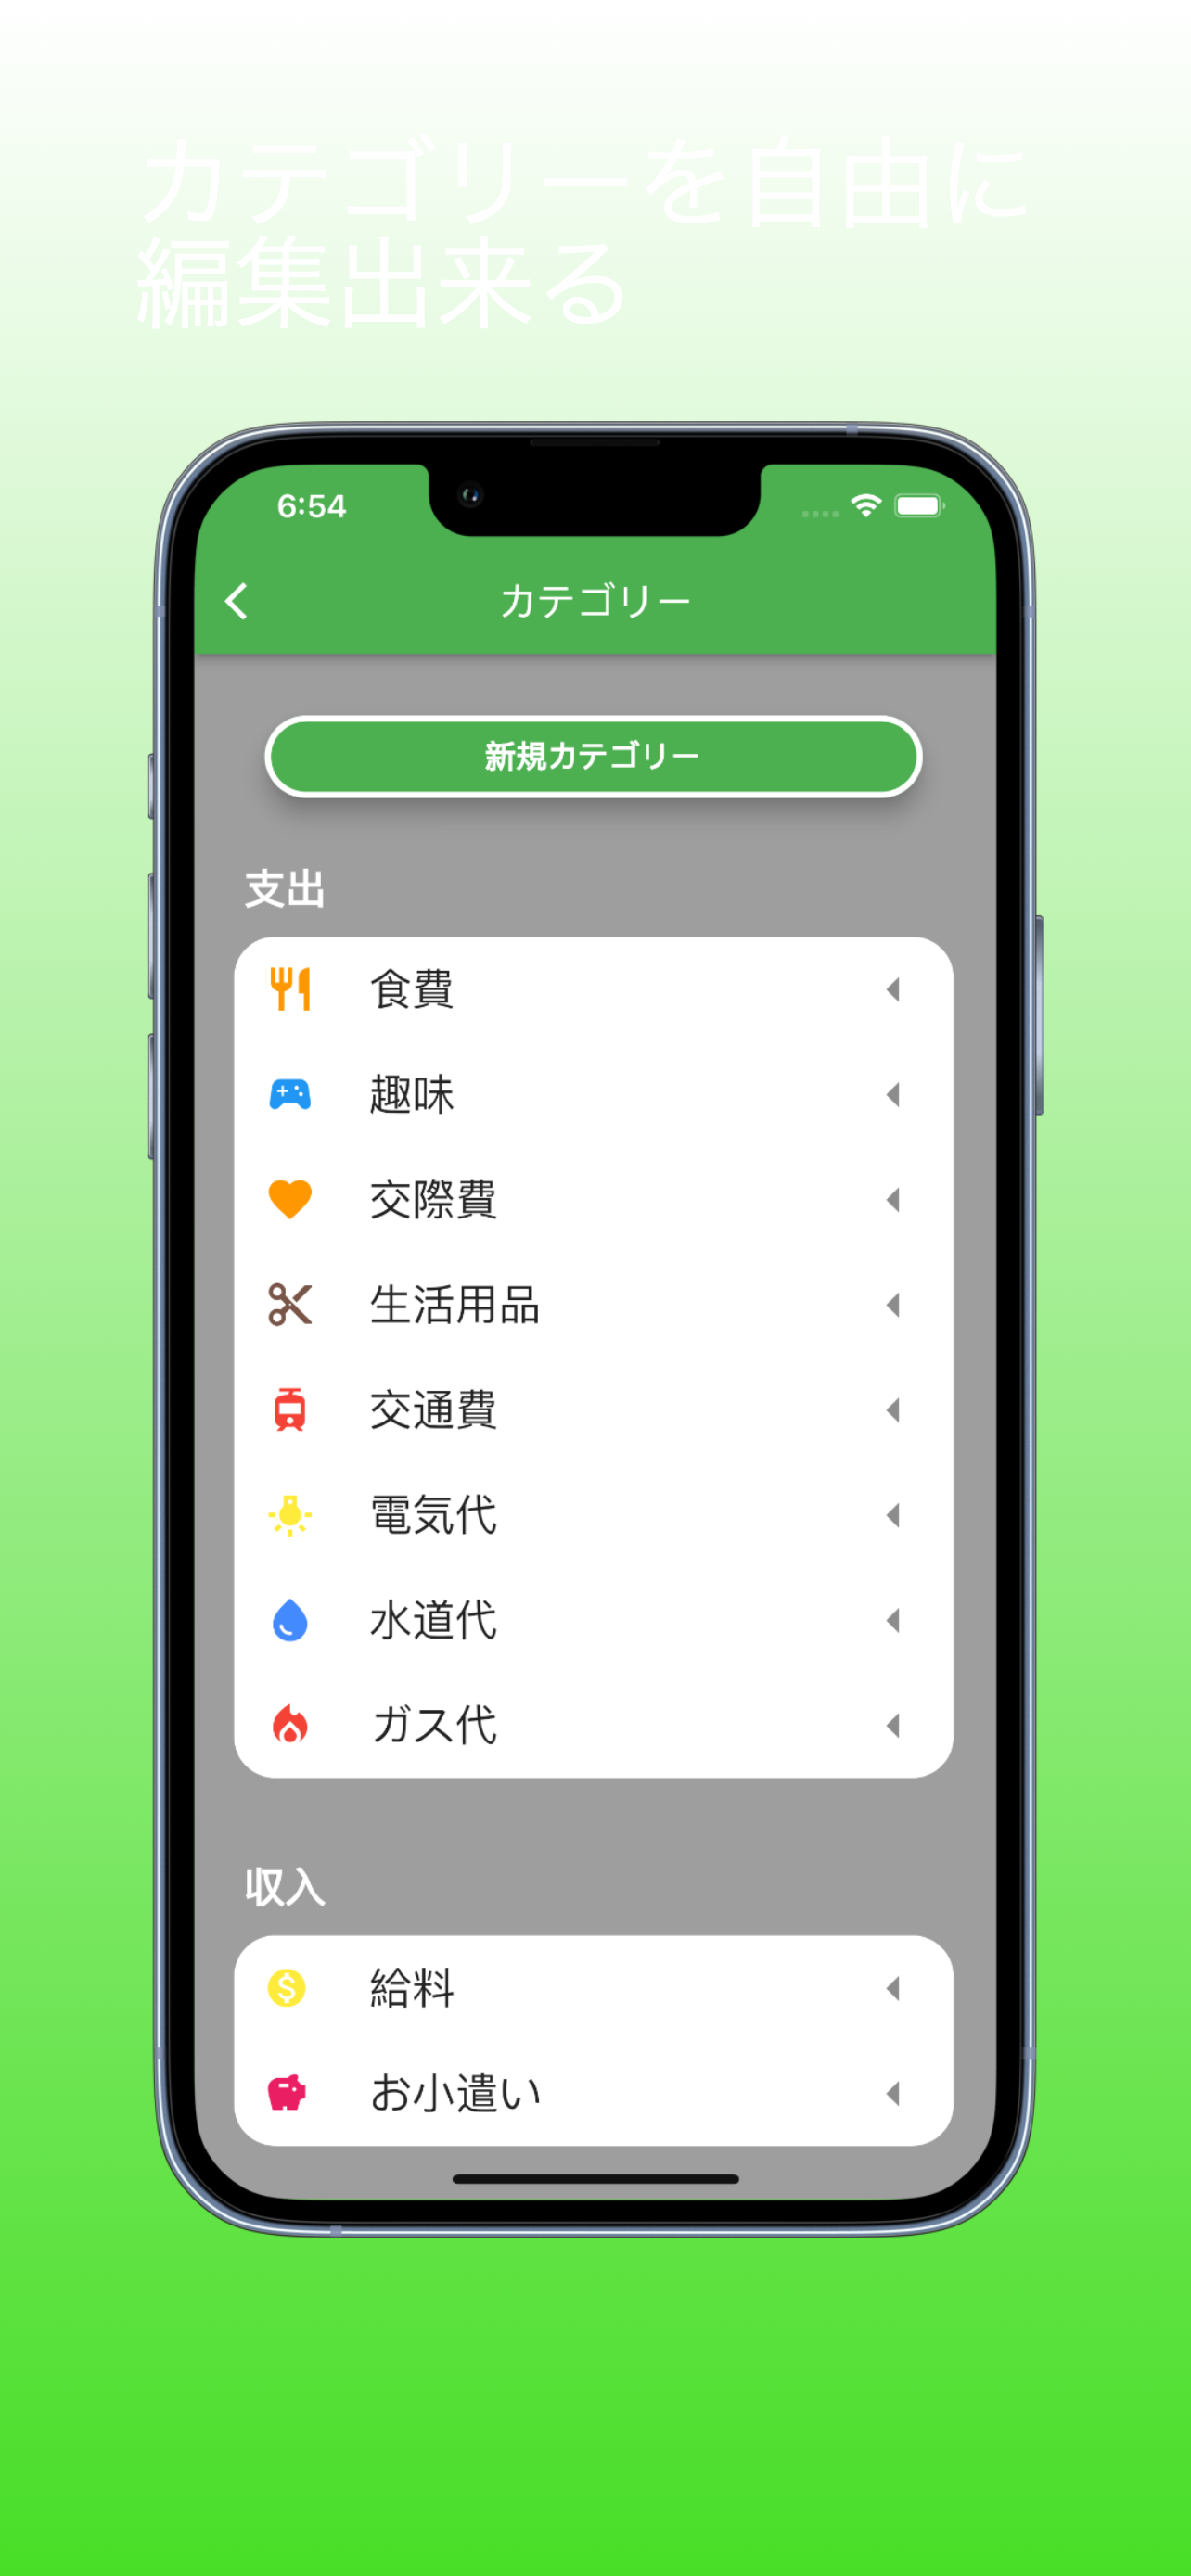 カテゴリーを自由に
編集出来る
6:54
カテゴリー
新規カテゴリー
支出
食費
趣味
交際費
生活用品
交通費
電気代
水道代
ガス代
収入
給料
お小遣い